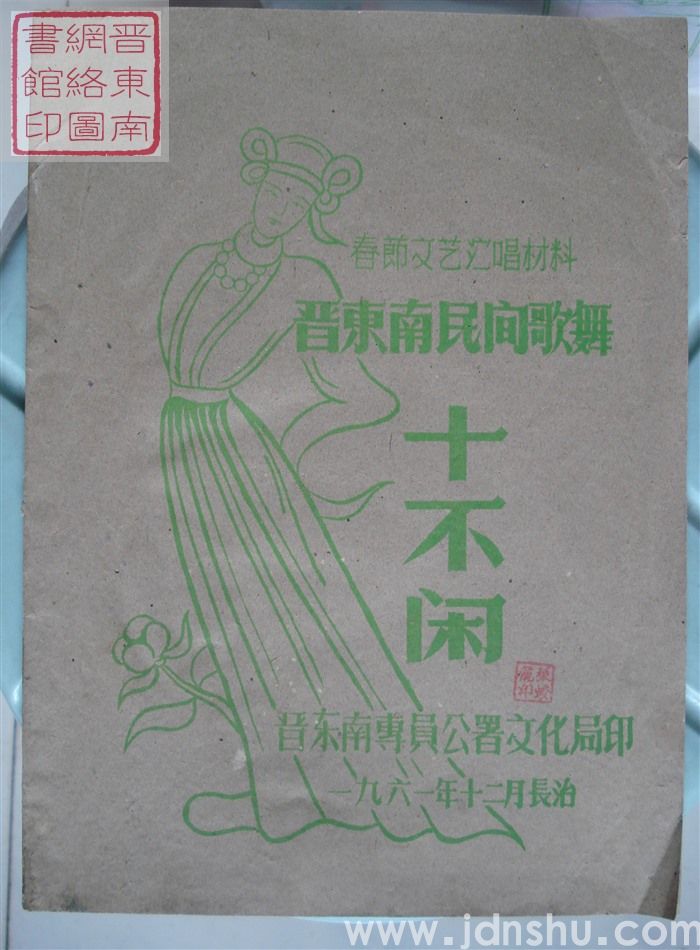 晋東南
網絡圖
書館印
春節文艺汇唱材料
晋東南民间歌舞
十不闲
晋东南專員公署文化局印
一九六一年十二月長治
www.jdnshu.com